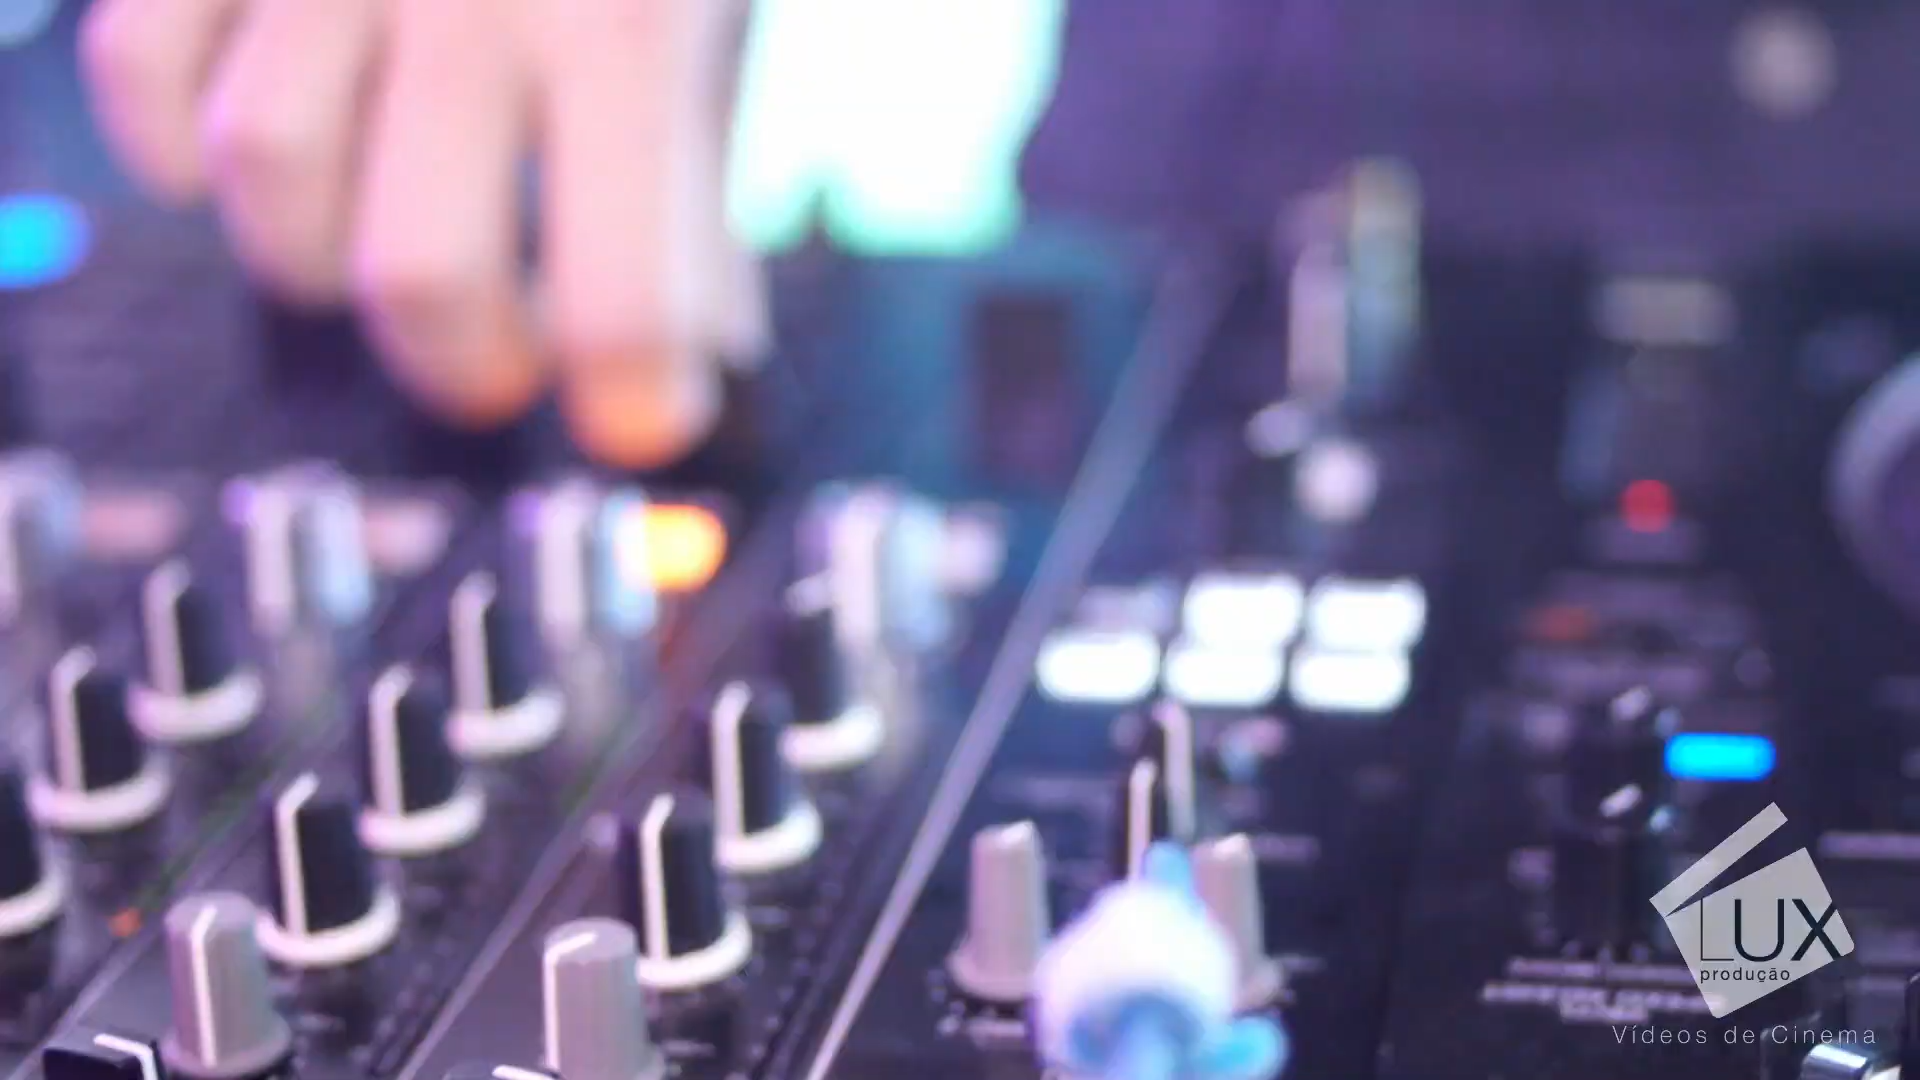 LUX
produção
Vídeos de Cinema